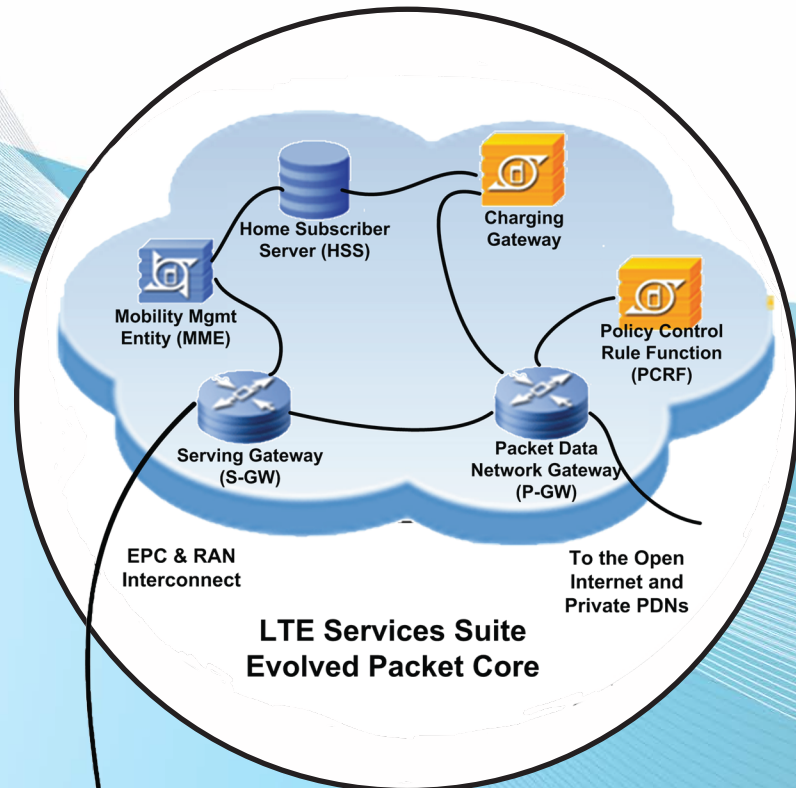 Home Subscriber
Server (HSS)
Charging
Gateway
Mobility Mgmt
Entity (MME)
Policy Control
Rule Function
(PCRF)
Serving Gateway
(S-GW)
Packet Data
Network Gateway
(P-GW)
EPC & RAN
Interconnect
To the Open
Internet and
Private PDNs
LTE Services Suite
Evolved Packet Core